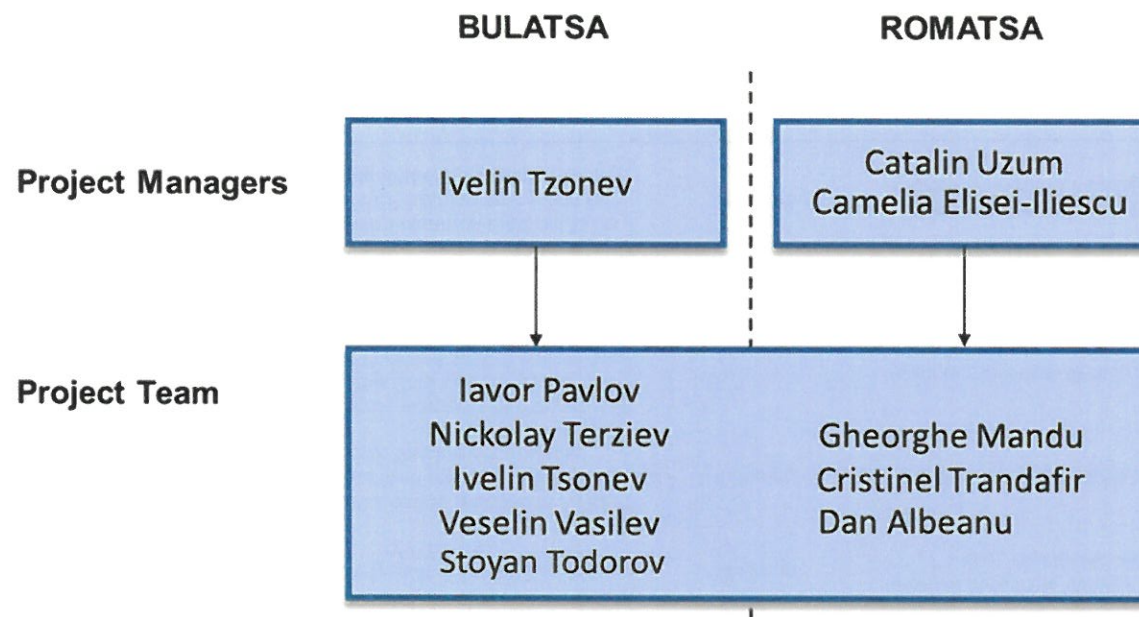 BULATSA
ROMATSA
Project Managers
Ivelin Tzonev
Catalin Uzum
Camelia Elisei-Iliescu
Project Team
Iavor Pavlov
Nickolay Terziev
Ivelin Tsonev
Veselin Vasilev
Stoyan Todorov
Gheorghe Mandu
Cristinel Trandafir
Dan Albeanu